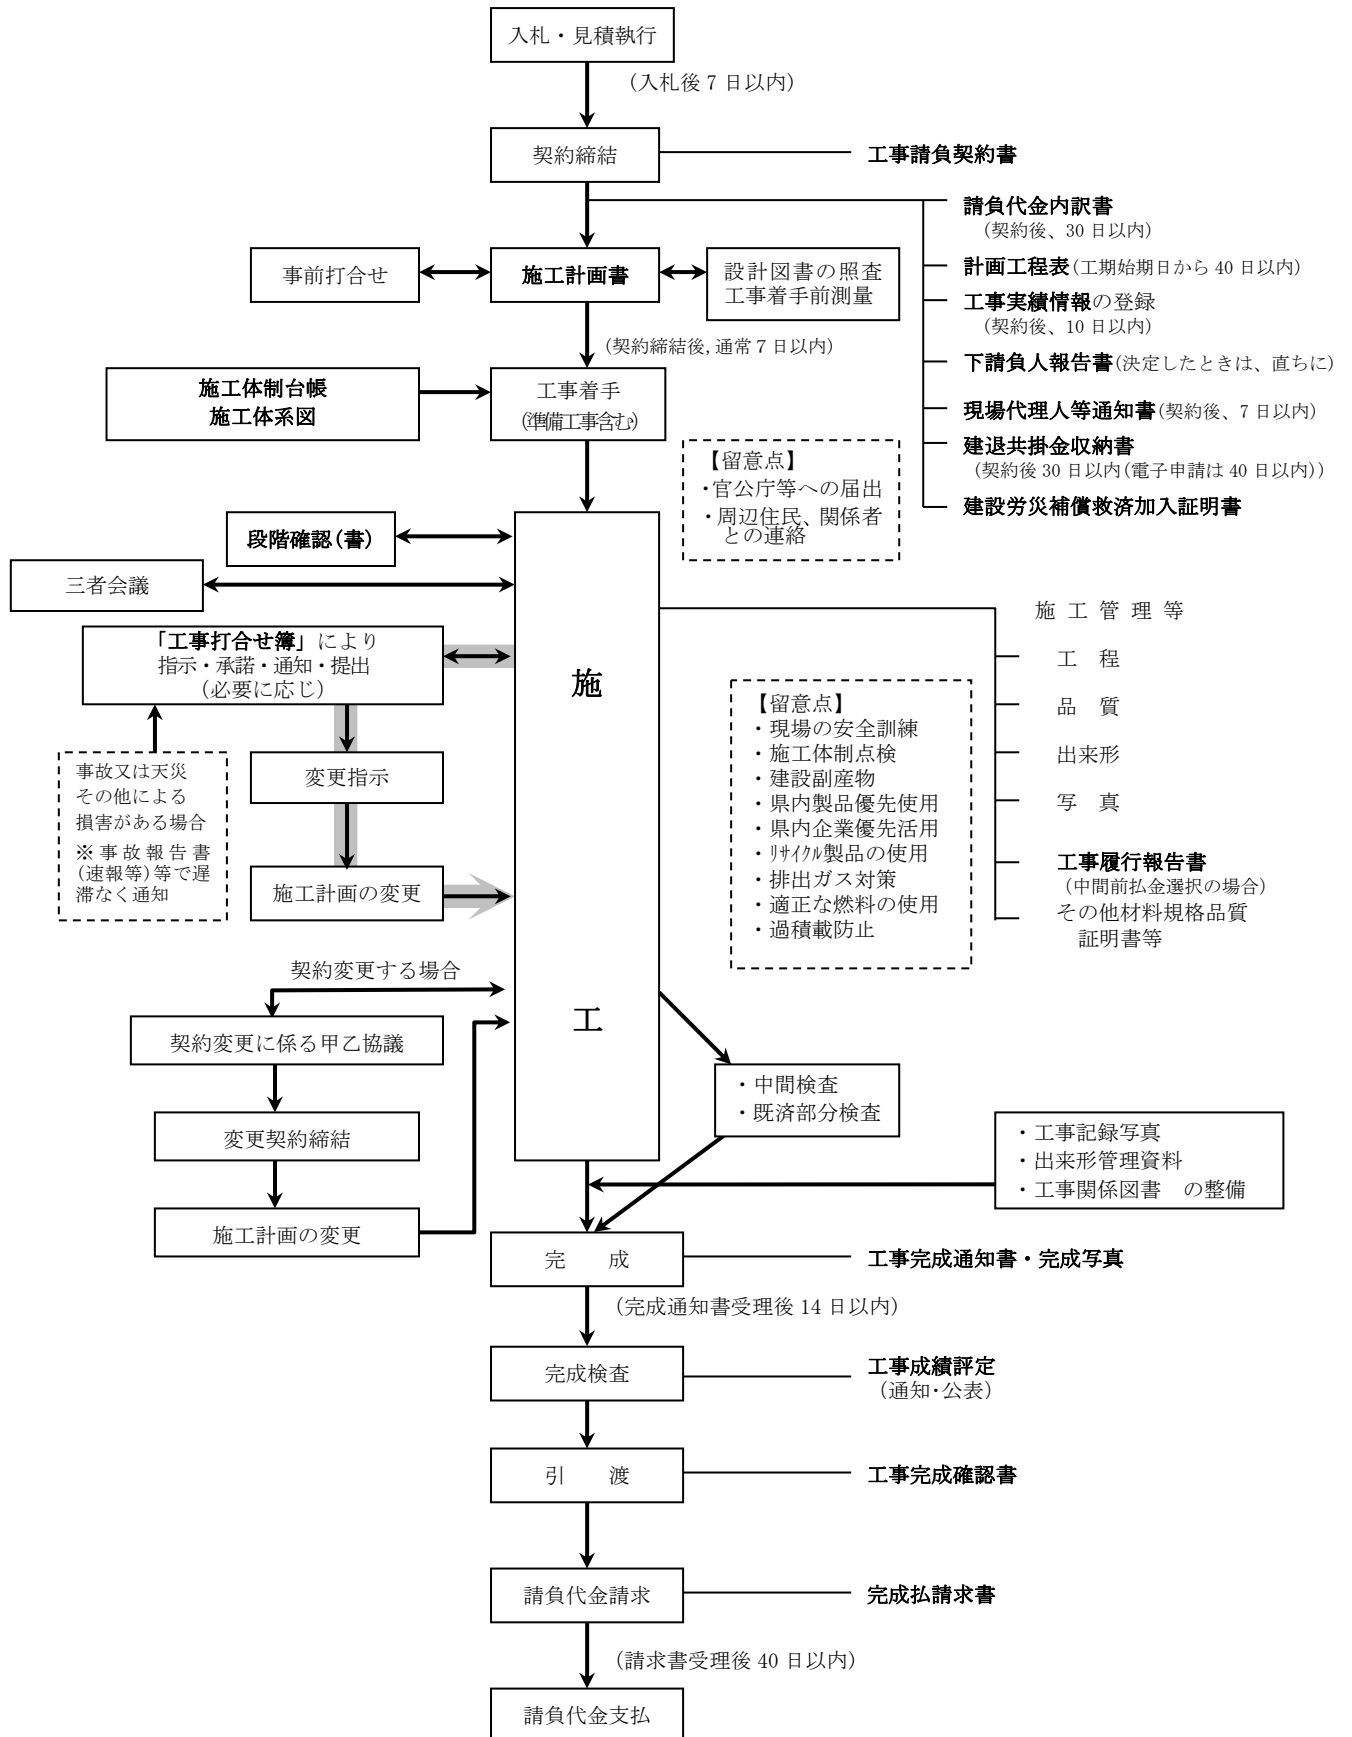 入札・見積執行
(入札後 7 日以内)
契約締結
工事請負契約書
請負代金内訳書
(契約後、30 日以内)
事前打合せ
施工計画書
設計図書の照査
工事着手前測量
計画工程表(工期始期日から 40 日以内)
工事実績情報の登録
(契約後、10 日以内)
(契約締結後,通常 7 日以内)
下請負人報告書(決定したときは、直ちに)
施工体制台帳
施工体系図
工事着手
(準備工事含む)
現場代理人等通知書(契約後、7 日以内)
建退共掛金収納書
(契約後 30 日以内(電子申請は 40 日以内))
建設労災補償救済加入証明書
【留意点】
・官公庁等への届出
・周辺住民、関係者
との連絡
段階確認(書)
三者会議
「工事打合せ簿」により
指示・承諾・通知・提出
(必要に応じ)
事故又は天災
その他による
損害がある場合
※事故報告書
(速報等)等で遅
滞なく通知
変更指示
施工計画の変更
施
工
施工管理等
工 程
品 質
出来形
写 真
工事履行報告書
(中間前払金選択の場合)
その他材料規格品質
証明書等
【留意点】
・現場の安全訓練
・施工体制点検
・建設副産物
・県内製品優先使用
・県内企業優先活用
・ﾘｻｲｸﾙ製品の使用
・排出ガス対策
・適正な燃料の使用
・過積載防止
契約変更する場合
契約変更に係る甲乙協議
変更契約締結
施工計画の変更
・中間検査
・既済部分検査
・工事記録写真
・出来形管理資料
・工事関係図書 の整備
完 成
工事完成通知書・完成写真
(完成通知書受理後 14 日以内)
完成検査
工事成績評定
(通知・公表)
引 渡
工事完成確認書
請負代金請求
完成払請求書
(請求書受理後 40 日以内)
請負代金支払